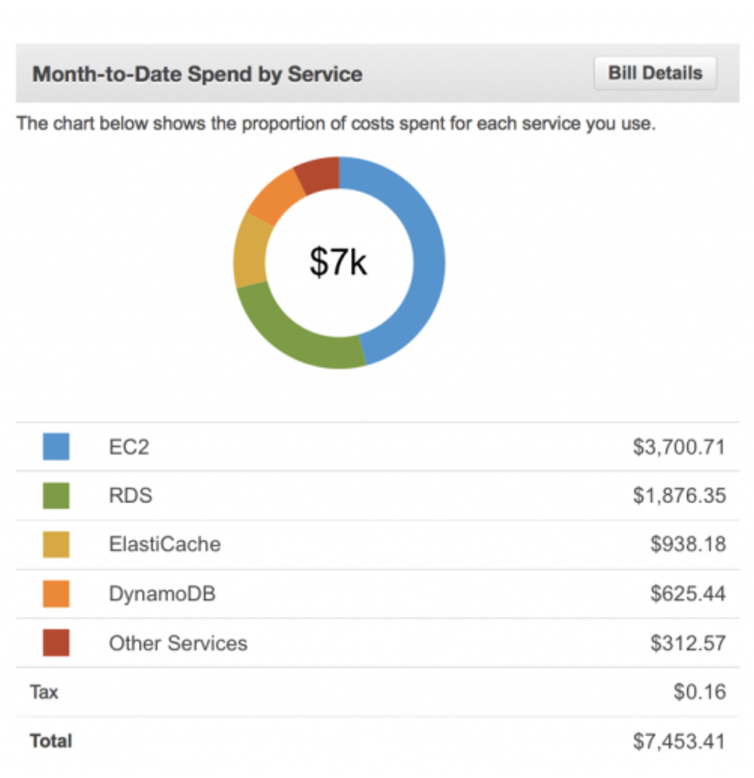 Month-to-Date Spend by Service
Bill Details
The chart below shows the proportion of costs spent for each service you use.
$7k
EC2 $3,700.71
RDS $1,876.35
ElastiCache $938.18
DynamoDB $625.44
Other Services $312.57
Tax $0.16
Total $7,453.41